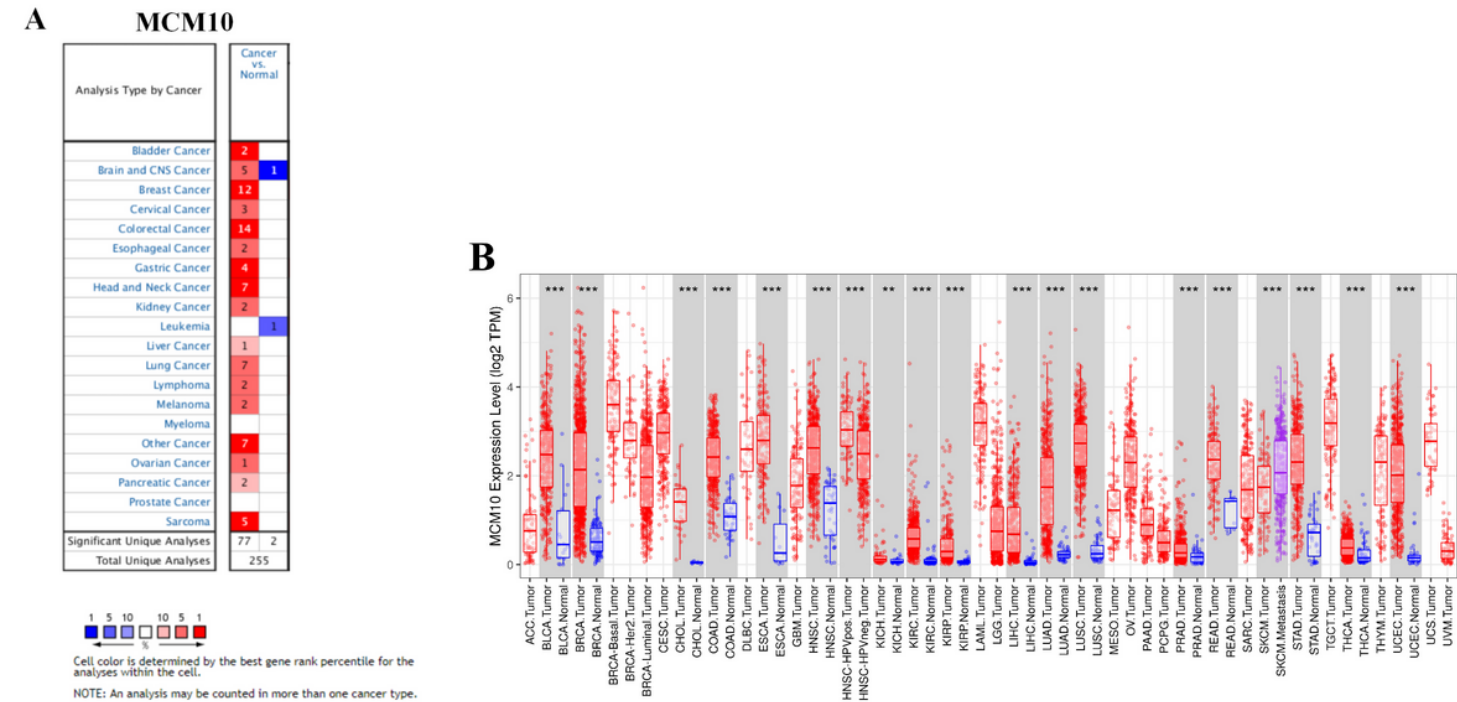 A
MCM10
Analysis Type by Cancer
Cancer
vs.
Normal
Bladder Cancer 2
Brain and CNS Cancer 5 1
Breast Cancer 12
Cervical Cancer 3
Colorectal Cancer 14
Esophageal Cancer 2
Gastric Cancer 4
Head and Neck Cancer 7
Kidney Cancer 2
Leukemia 1
Liver Cancer 1
Lung Cancer 7
Lymphoma 2
Melanoma 2
Myeloma
Other Cancer 7
Ovarian Cancer 1
Pancreatic Cancer 2
Prostate Cancer
Sarcoma 5
Significant Unique Analyses 77 2
Total Unique Analyses 255
1 5 10 10 5 1
%
Cell color is determined by the best gene rank percentile for the
analyses within the cell.
NOTE: An analysis may be counted in more than one cancer type.
B
MCM10 Expression Level (log2 TPM)
6
4
2
0
*** *** *** *** *** *** *** ** *** *** *** *** *** *** *** *** *** *** ***
ACC.Tumor
BLCA.Tumor
BLCA.Normal
BRCA.Tumor
BRCA.Normal
BRCA-Basal.Tumor
BRCA-Her2.Tumor
BRCA-Luminal.Tumor
CESC.Tumor
CHOL.Tumor
CHOL.Normal
COAD.Tumor
COAD.Normal
DLBC.Tumor
ESCA.Tumor
ESCA.Normal
GBM.Tumor
HNSC.Tumor
HNSC.Normal
HNSC-HPVpos.Tumor
HNSC-HPVneg.Tumor
KICH.Tumor
KICH.Normal
KIRC.Tumor
KIRC.Normal
KIRP.Tumor
KIRP.Normal
LAML.Tumor
LGG.Tumor
LIHC.Tumor
LIHC.Normal
LUAD.Tumor
LUAD.Normal
LUSC.Tumor
LUSC.Normal
MESO.Tumor
OV.Tumor
PAAD.Tumor
PCPG.Tumor
PRAD.Tumor
PRAD.Normal
READ.Tumor
READ.Normal
SARC.Tumor
SKCM.Tumor
SKCM.Metastasis
STAD.Tumor
STAD.Normal
TGCT.Tumor
THCA.Tumor
THCA.Normal
THYM.Tumor
UCEC.Tumor
UCEC.Normal
UCS.Tumor
UVM.Tumor